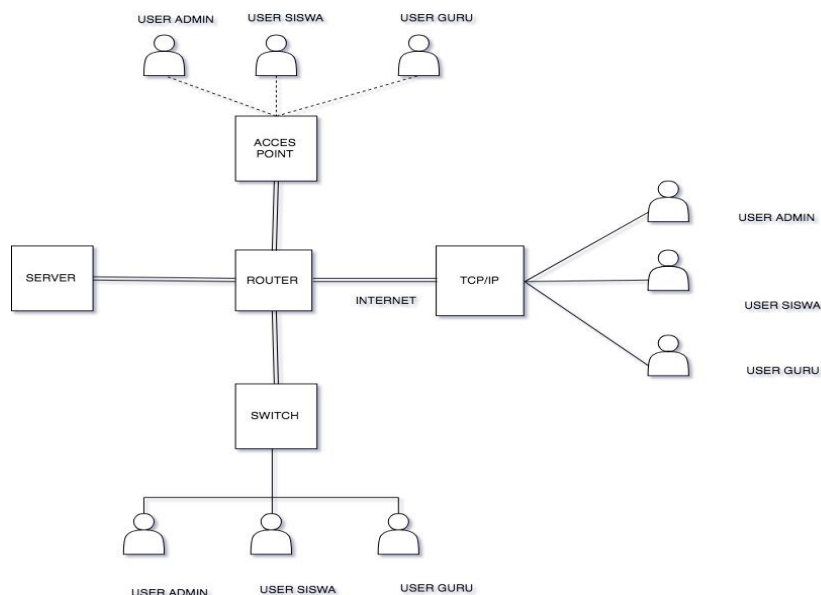 USER ADMIN
USER SISWA
USER GURU
ACCES
POINT
SERVER
ROUTER
INTERNET
TCP/IP
USER ADMIN
USER SISWA
USER GURU
SWITCH
USER ADMIN
USER SISWA
USER GURU